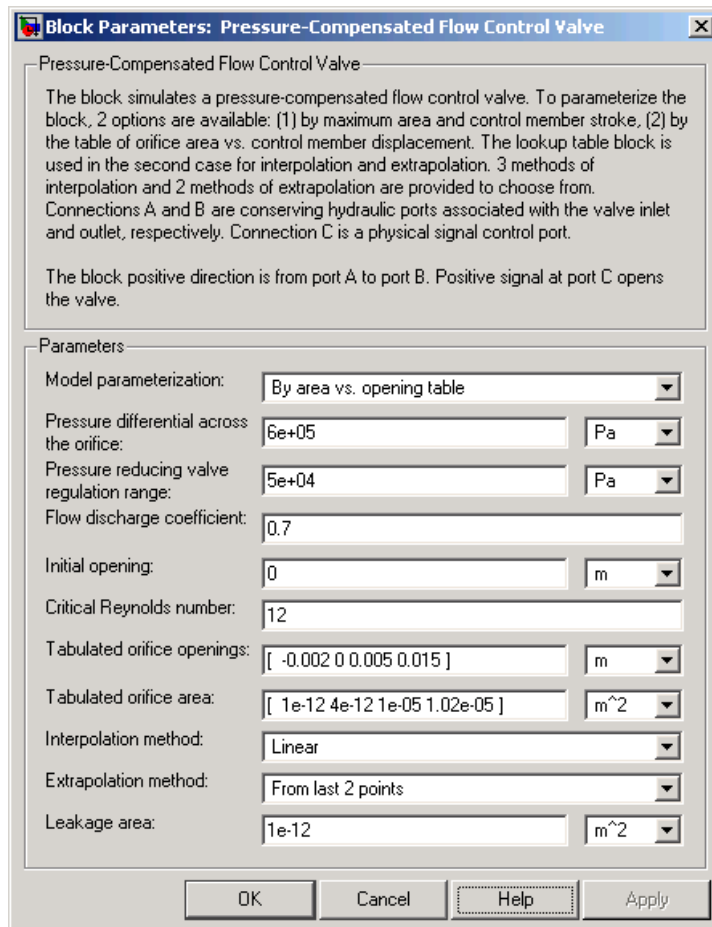 Block Parameters: Pressure-Compensated Flow Control Valve
Pressure-Compensated Flow Control Valve
The block simulates a pressure-compensated flow control valve. To parameterize the
block, 2 options are available: (1) by maximum area and control member stroke, (2) by
the table of orifice area vs. control member displacement. The lookup table block is
used in the second case for interpolation and extrapolation. 3 methods of
interpolation and 2 methods of extrapolation are provided to choose from.
Connections A and B are conserving hydraulic ports associated with the valve inlet
and outlet, respectively. Connection C is a physical signal control port.
The block positive direction is from port A to port B. Positive signal at port C opens
the valve.
Parameters
Model parameterization: By area vs. opening table
Pressure differential across
the orifice: 6e+05 Pa
Pressure reducing valve
regulation range: 5e+04 Pa
Flow discharge coefficient: 0.7
Initial opening: 0 m
Critical Reynolds number: 12
Tabulated orifice openings: [ -0.002 0 0.005 0.015 ] m
Tabulated orifice area: [ 1e-12 4e-12 1e-05 1.02e-05 ] m^2
Interpolation method: Linear
Extrapolation method: From last 2 points
Leakage area: 1e-12 m^2
OK Cancel Help Apply